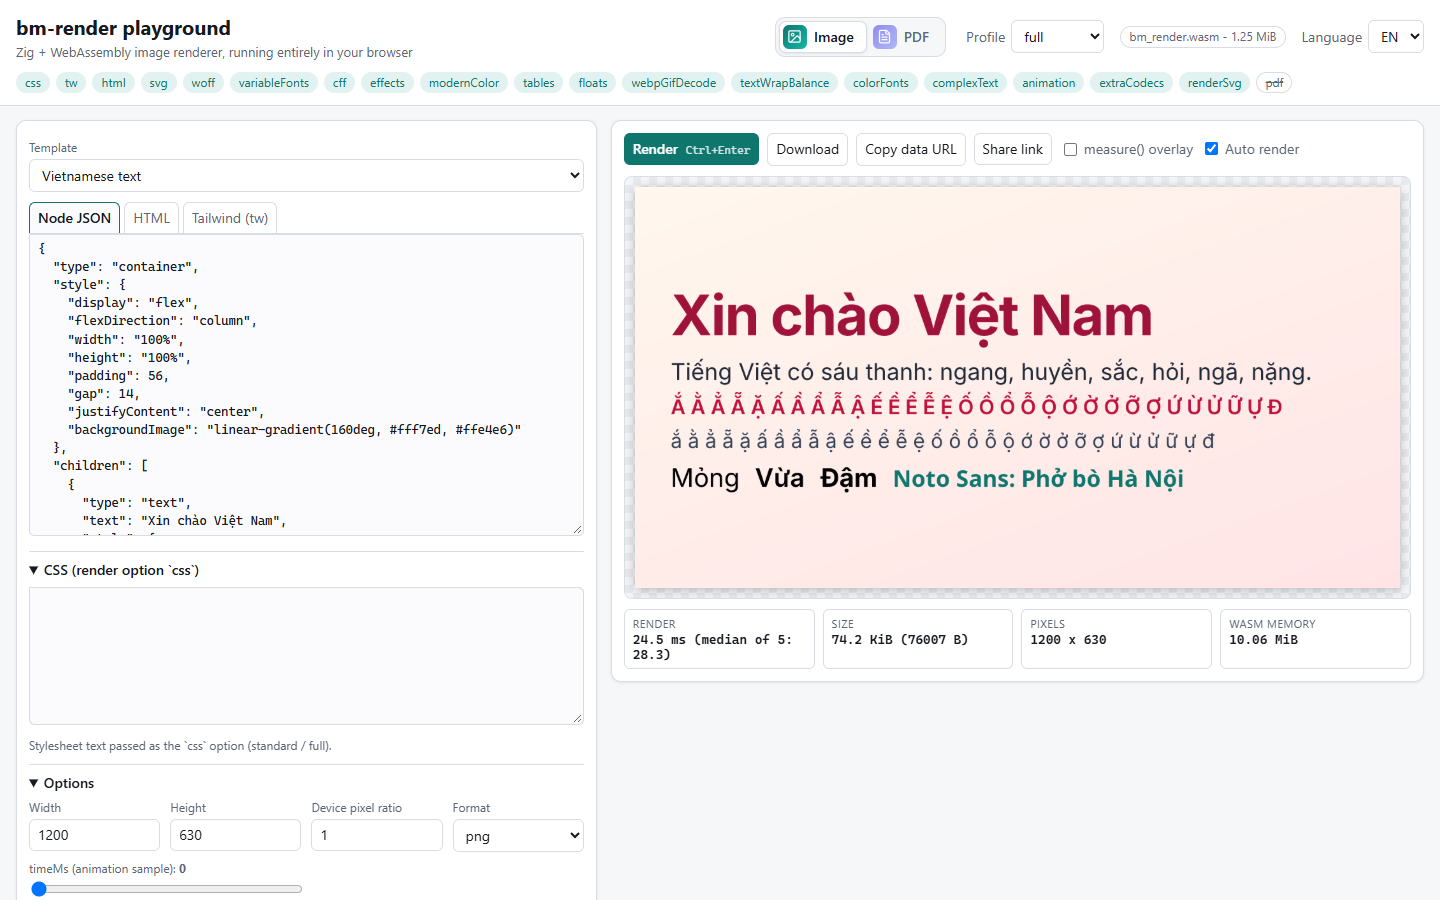 bm-render playground
Zig + WebAssembly image renderer, running entirely in your browser
Image
PDF
Profile
full
bm_render.wasm - 1.25 MiB
Language
EN
css
tw
html
svg
woff
variableFonts
cff
effects
modernColor
tables
floats
webpGifDecode
textWrapBalance
colorFonts
complexText
animation
extraCodecs
renderSvg
pdf
Template
Vietnamese text
Node JSON
HTML
Tailwind (tw)
{
"type": "container",
"style": {
"display": "flex",
"flexDirection": "column",
"width": "100%",
"height": "100%",
"padding": 56,
"gap": 14,
"justifyContent": "center",
"backgroundImage": "linear-gradient(160deg, #fff7ed, #ffe4e6)"
},
"children": [
{
"type": "text",
"text": "Xin chào Việt Nam",
CSS (render option `css`)
Stylesheet text passed as the `css` option (standard / full).
Options
Width
Height
Device pixel ratio
Format
1200
630
1
png
timeMs (animation sample): 0
Render Ctrl+Enter
Download
Copy data URL
Share link
measure() overlay
Auto render
Xin chào Việt Nam
Tiếng Việt có sáu thanh: ngang, huyền, sắc, hỏi, ngã, nặng.
Ắ Ằ Ẳ Ẵ Ặ Ấ Ầ Ẩ Ẫ Ậ Ế Ề Ể Ễ Ệ Ố Ồ Ổ Ỗ Ộ Ớ Ờ Ở Ỡ Ợ Ứ Ừ Ử Ữ Ự Đ
ắ ằ ẳ ẵ ặ ấ ầ ẩ ẫ ậ ế ề ể ễ ệ ố ồ ổ ỗ ộ ớ ờ ở ỡ ợ ứ ừ ử ữ ự đ
Mỏng Vừa Đậm Noto Sans: Phở bò Hà Nội
RENDER
24.5 ms (median of 5:
28.3)
SIZE
74.2 KiB (76007 B)
PIXELS
1200 x 630
WASM MEMORY
10.06 MiB